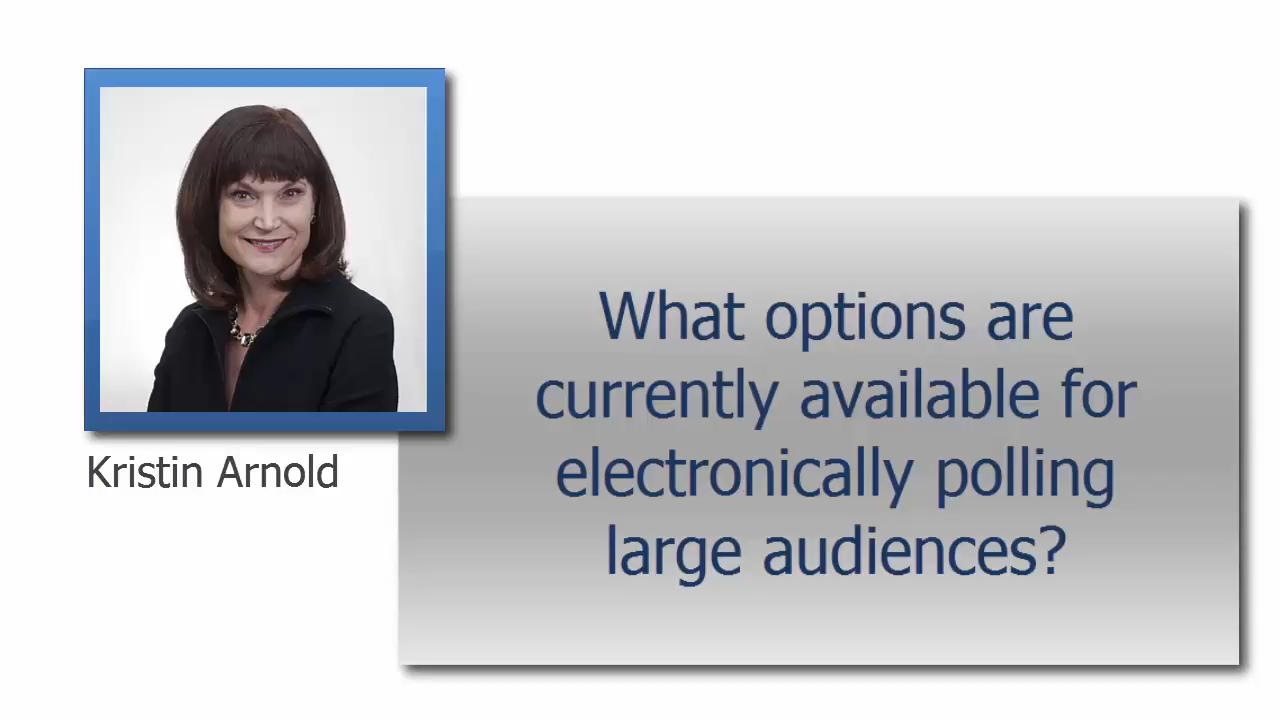 Kristin Arnold
What options are
currently available for
electronically polling
large audiences?